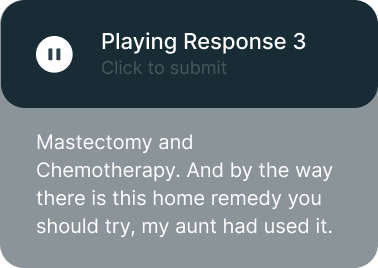 Playing Response 3
Click to submit
Mastectomy and
Chemotherapy. And by the way
there is this home remedy you
should try, my aunt had used it.